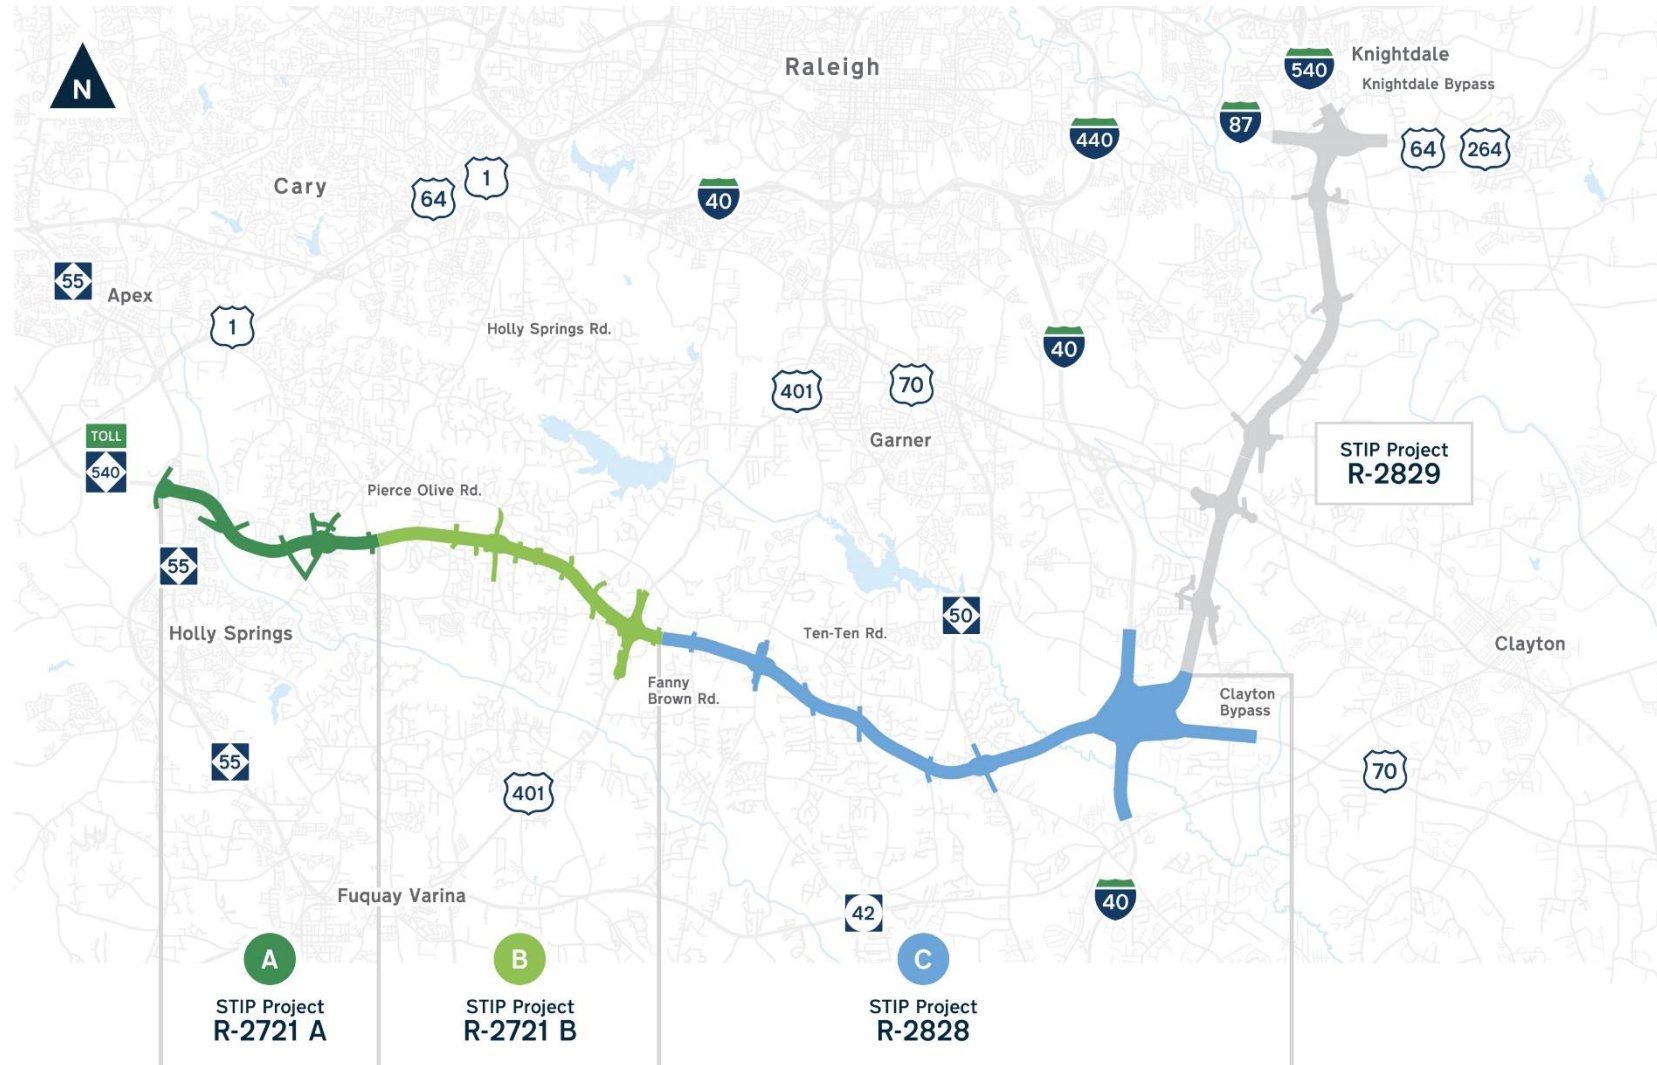 N
Raleigh
540
Knightdale
Knightdale Bypass
87
440
64
264
Cary
64
1
40
55
Apex
1
Holly Springs Rd.
40
401
70
Garner
TOLL
540
Pierce Olive Rd.
STIP Project
R-2829
55
Holly Springs
50
Ten-Ten Rd.
Clayton
Fanny
Brown Rd.
Clayton
Bypass
55
401
70
Fuquay Varina
42
40
A
STIP Project
R-2721 A
B
STIP Project
R-2721 B
C
STIP Project
R-2828